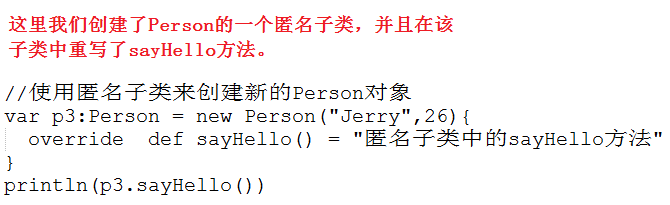 这里我们创建了Person的一个匿名子类，并且在该
子类中重写了sayHello方法。
//使用匿名子类来创建新的Person对象
var p3:Person = new Person("Jerry",26){
  override  def sayHello() = "匿名子类中的sayHello方法"
}
println(p3.sayHello())